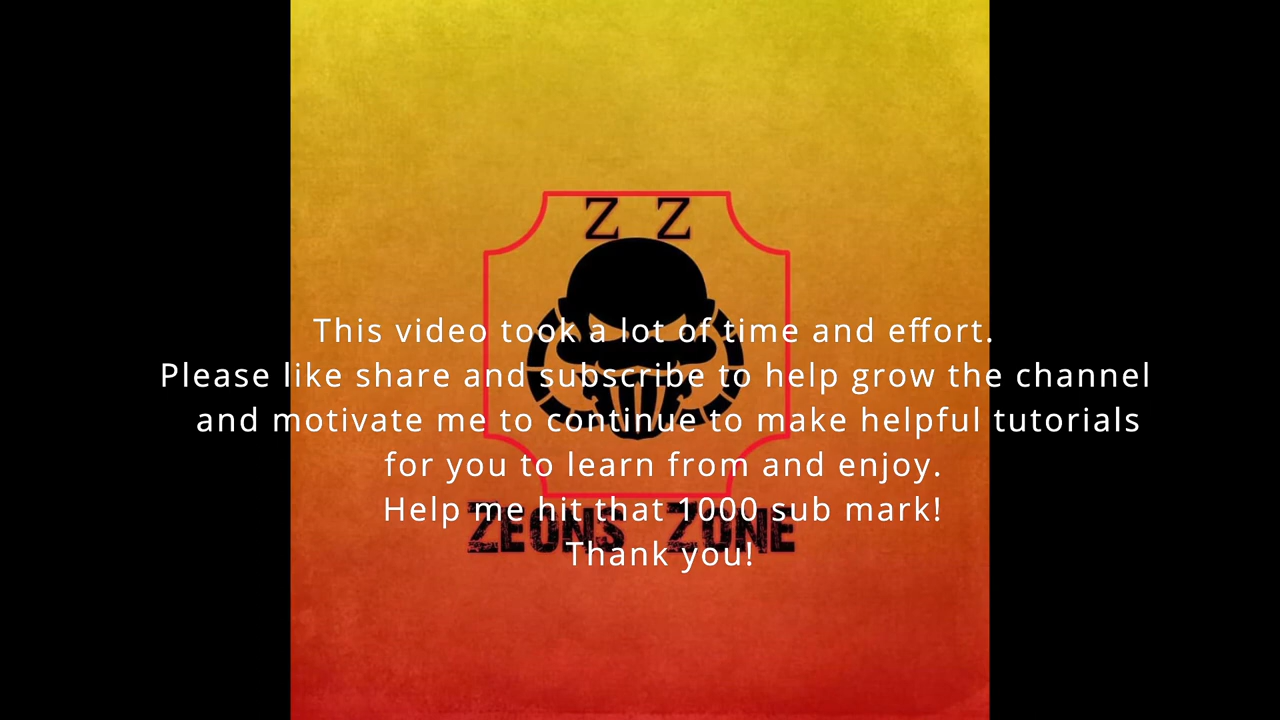 Z Z
This video took a lot of time and effort.
Please like share and subscribe to help grow the channel
and motivate me to continue to make helpful tutorials
for you to learn from and enjoy.
Help me hit that 1000 sub mark!
Zeons Zone
Thank you!